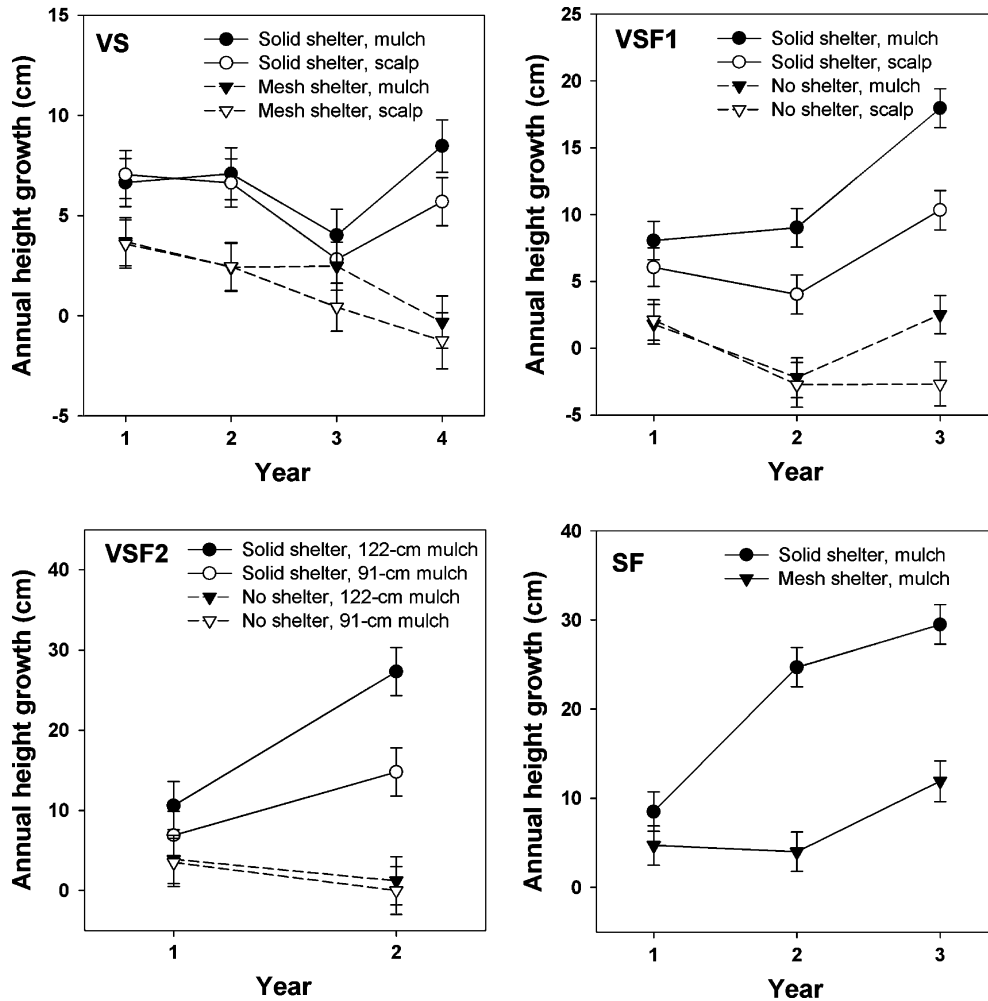 VS
Solid shelter, mulch
Solid shelter, scalp
Mesh shelter, mulch
Mesh shelter, scalp
Annual height growth (cm)
15
10
5
0
-5
1 2 3 4
Year
VSF1
Solid shelter, mulch
Solid shelter, scalp
No shelter, mulch
No shelter, scalp
Annual height growth (cm)
25
20
15
10
5
0
-5
1 2 3
Year
VSF2
Solid shelter, 122-cm mulch
Solid shelter, 91-cm mulch
No shelter, 122-cm mulch
No shelter, 91-cm mulch
Annual height growth (cm)
40
30
20
10
0
1 2
Year
SF
Solid shelter, mulch
Mesh shelter, mulch
Annual height growth (cm)
40
30
20
10
0
1 2 3
Year